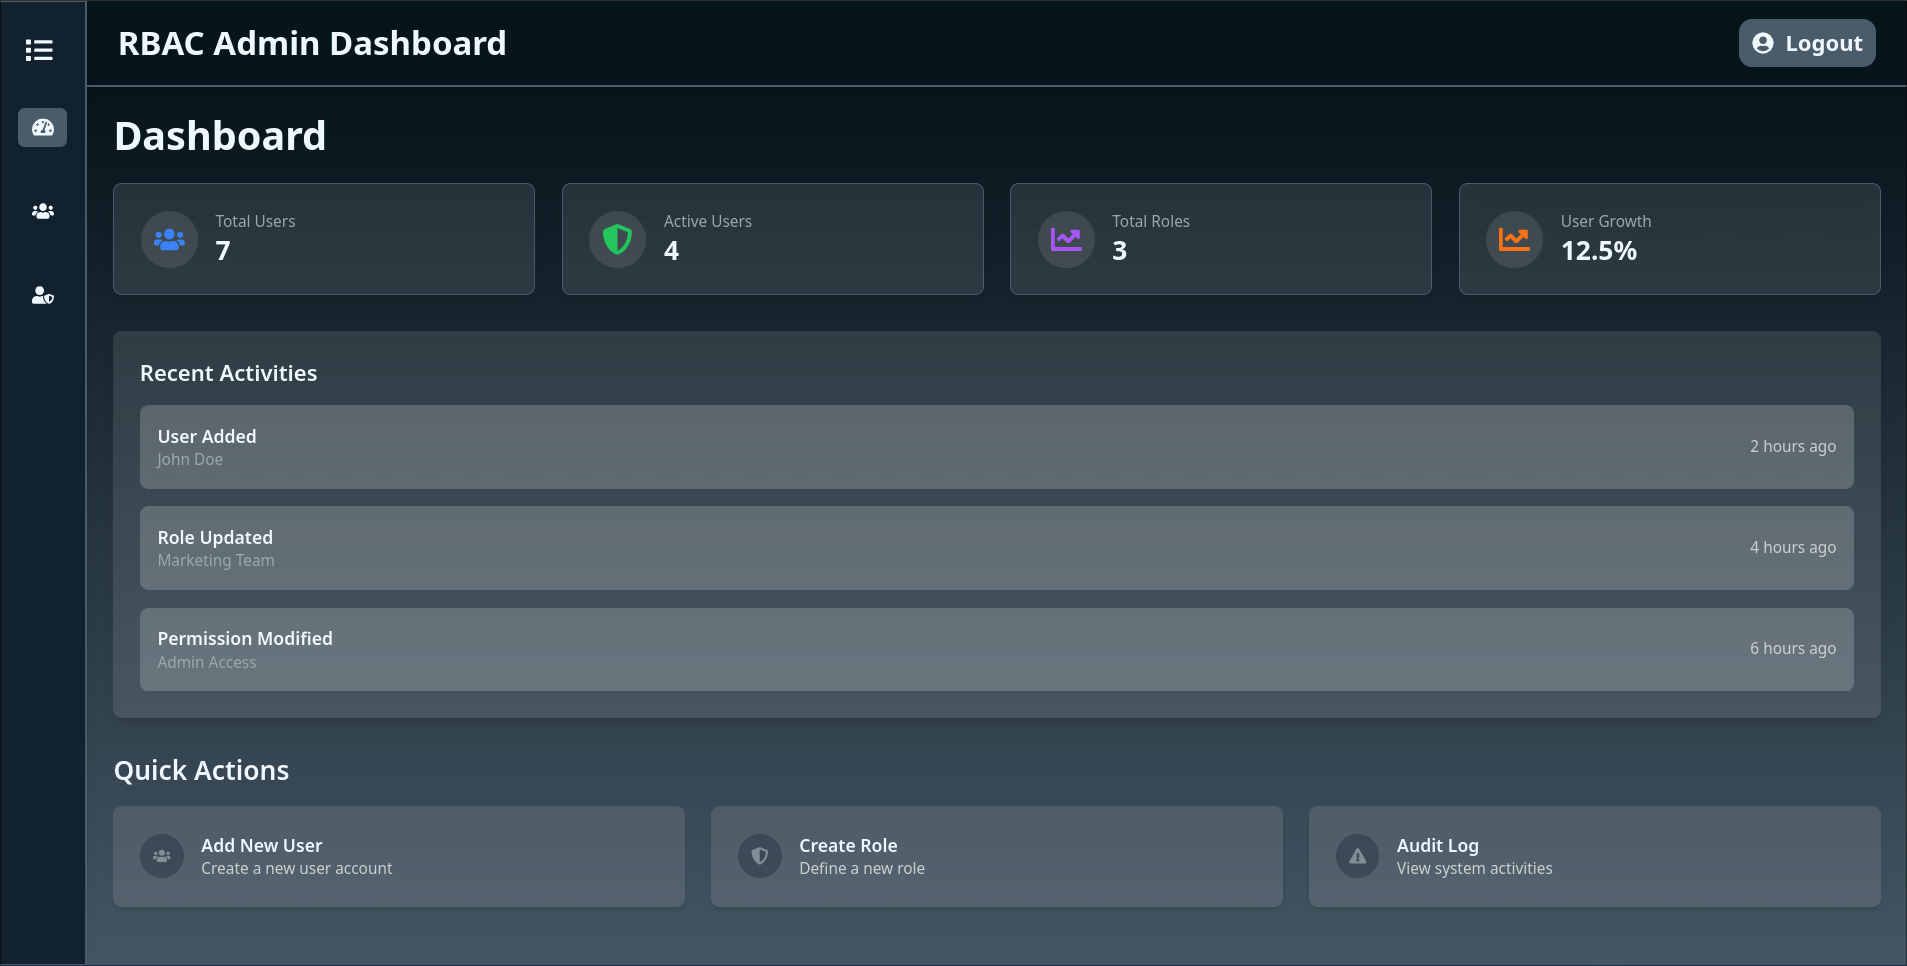 RBAC Admin Dashboard
Logout
Dashboard
Total Users
7
Active Users
4
Total Roles
3
User Growth
12.5%
Recent Activities
User Added
John Doe
2 hours ago
Role Updated
Marketing Team
4 hours ago
Permission Modified
Admin Access
6 hours ago
Quick Actions
Add New User
Create a new user account
Create Role
Define a new role
Audit Log
View system activities